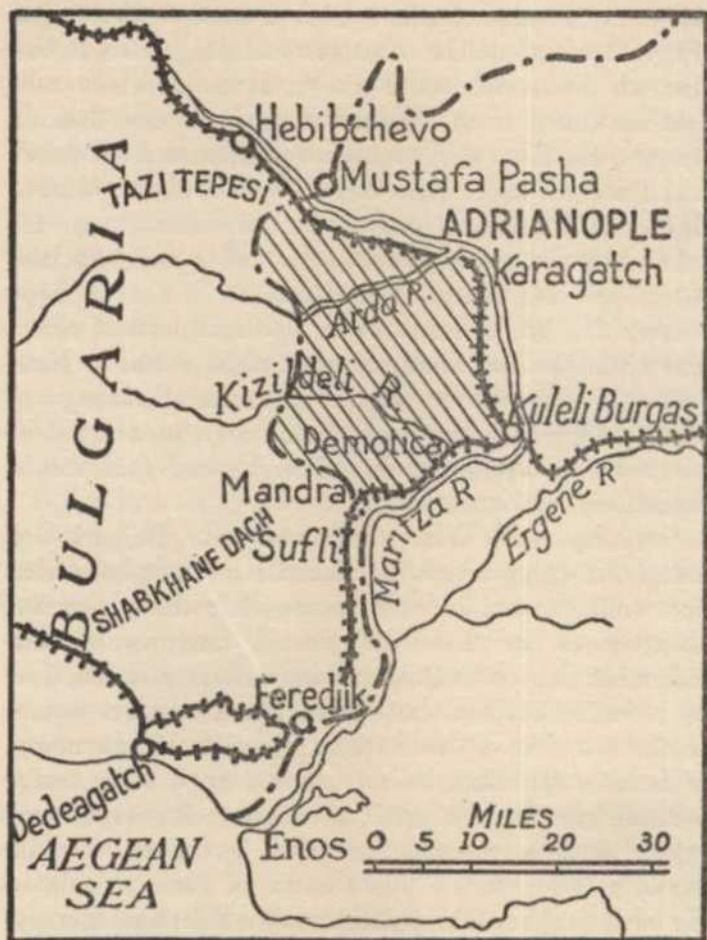 Hebibchevo
TAZI TEPESI
Mustafa Pasha
ADRIANOPLE
Karagatch
BULGARIA
Arda R.
Kizildeli R.
Kuleli Burgas
Demotica
Mandra
Maritza R
Ergene R
Sufli
SHABKHANE DAGH
Feredjik
Dedeagatch
AEGEAN
SEA
Enos
MILES
0 5 10 20 30